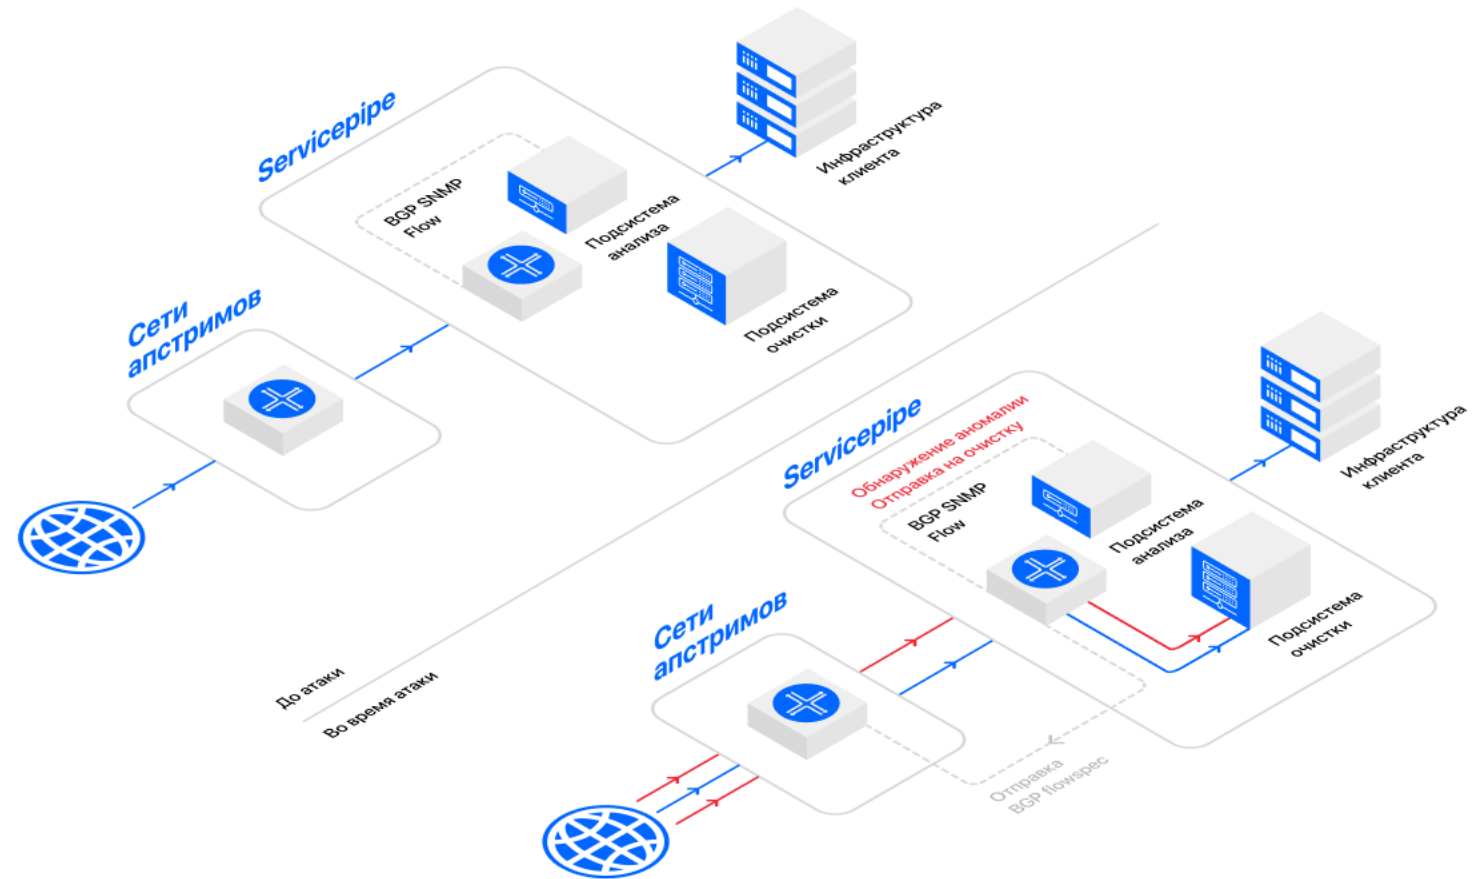 Servicepipe
BGP SNMP
Flow
Подсистема
анализа
Подсистема
очистки
Инфраструктура
клиента
Сети
апстримов
До атаки
Во время атаки
Servicepipe
Обнаружение аномалии
Отправка на очистку
BGP SNMP
Flow
Подсистема
анализа
Подсистема
очистки
Инфраструктура
клиента
Сети
апстримов
Отправка
BGP flowspec